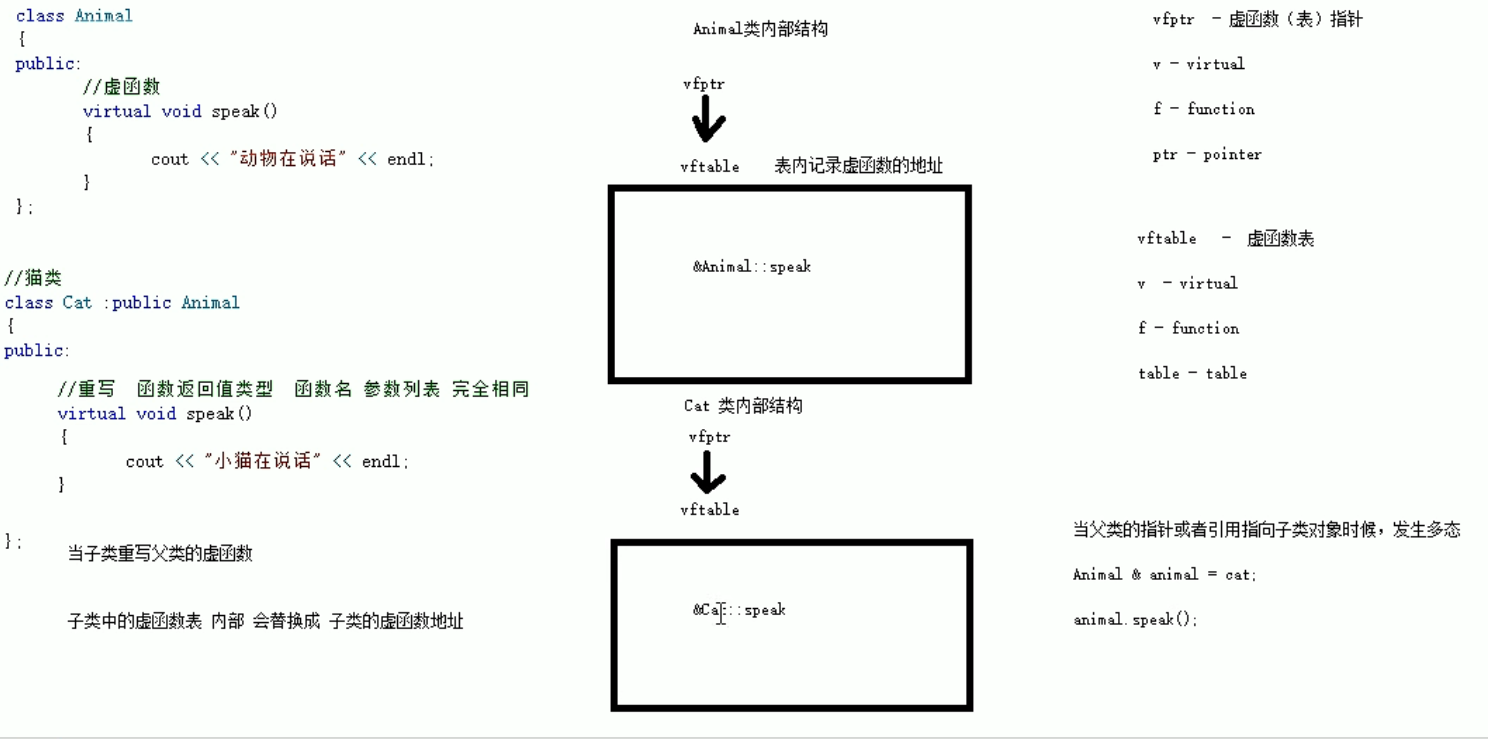 class Animal
{
public:
//虚函数
virtual void speak()
{
cout << "动物在说话" << endl;
}
};
//猫类
class Cat :public Animal
{
public:
//重写 函数返回值类型 函数名 参数列表 完全相同
virtual void speak()
{
cout << "小猫在说话" << endl;
}
};
当子类重写父类的虚函数
子类中的虚函数表 内部 会替换成 子类的虚函数地址
Animal类内部结构
vfptr
vftable 表内记录虚函数的地址
&Animal::speak
Cat 类内部结构
vfptr
vftable
&Cat::speak
vfptr - 虚函数（表）指针
v - virtual
f - function
ptr - pointer
vftable - 虚函数表
v - virtual
f - function
table - table
当父类的指针或者引用指向子类对象时候，发生多态
Animal & animal = cat;
animal.speak();